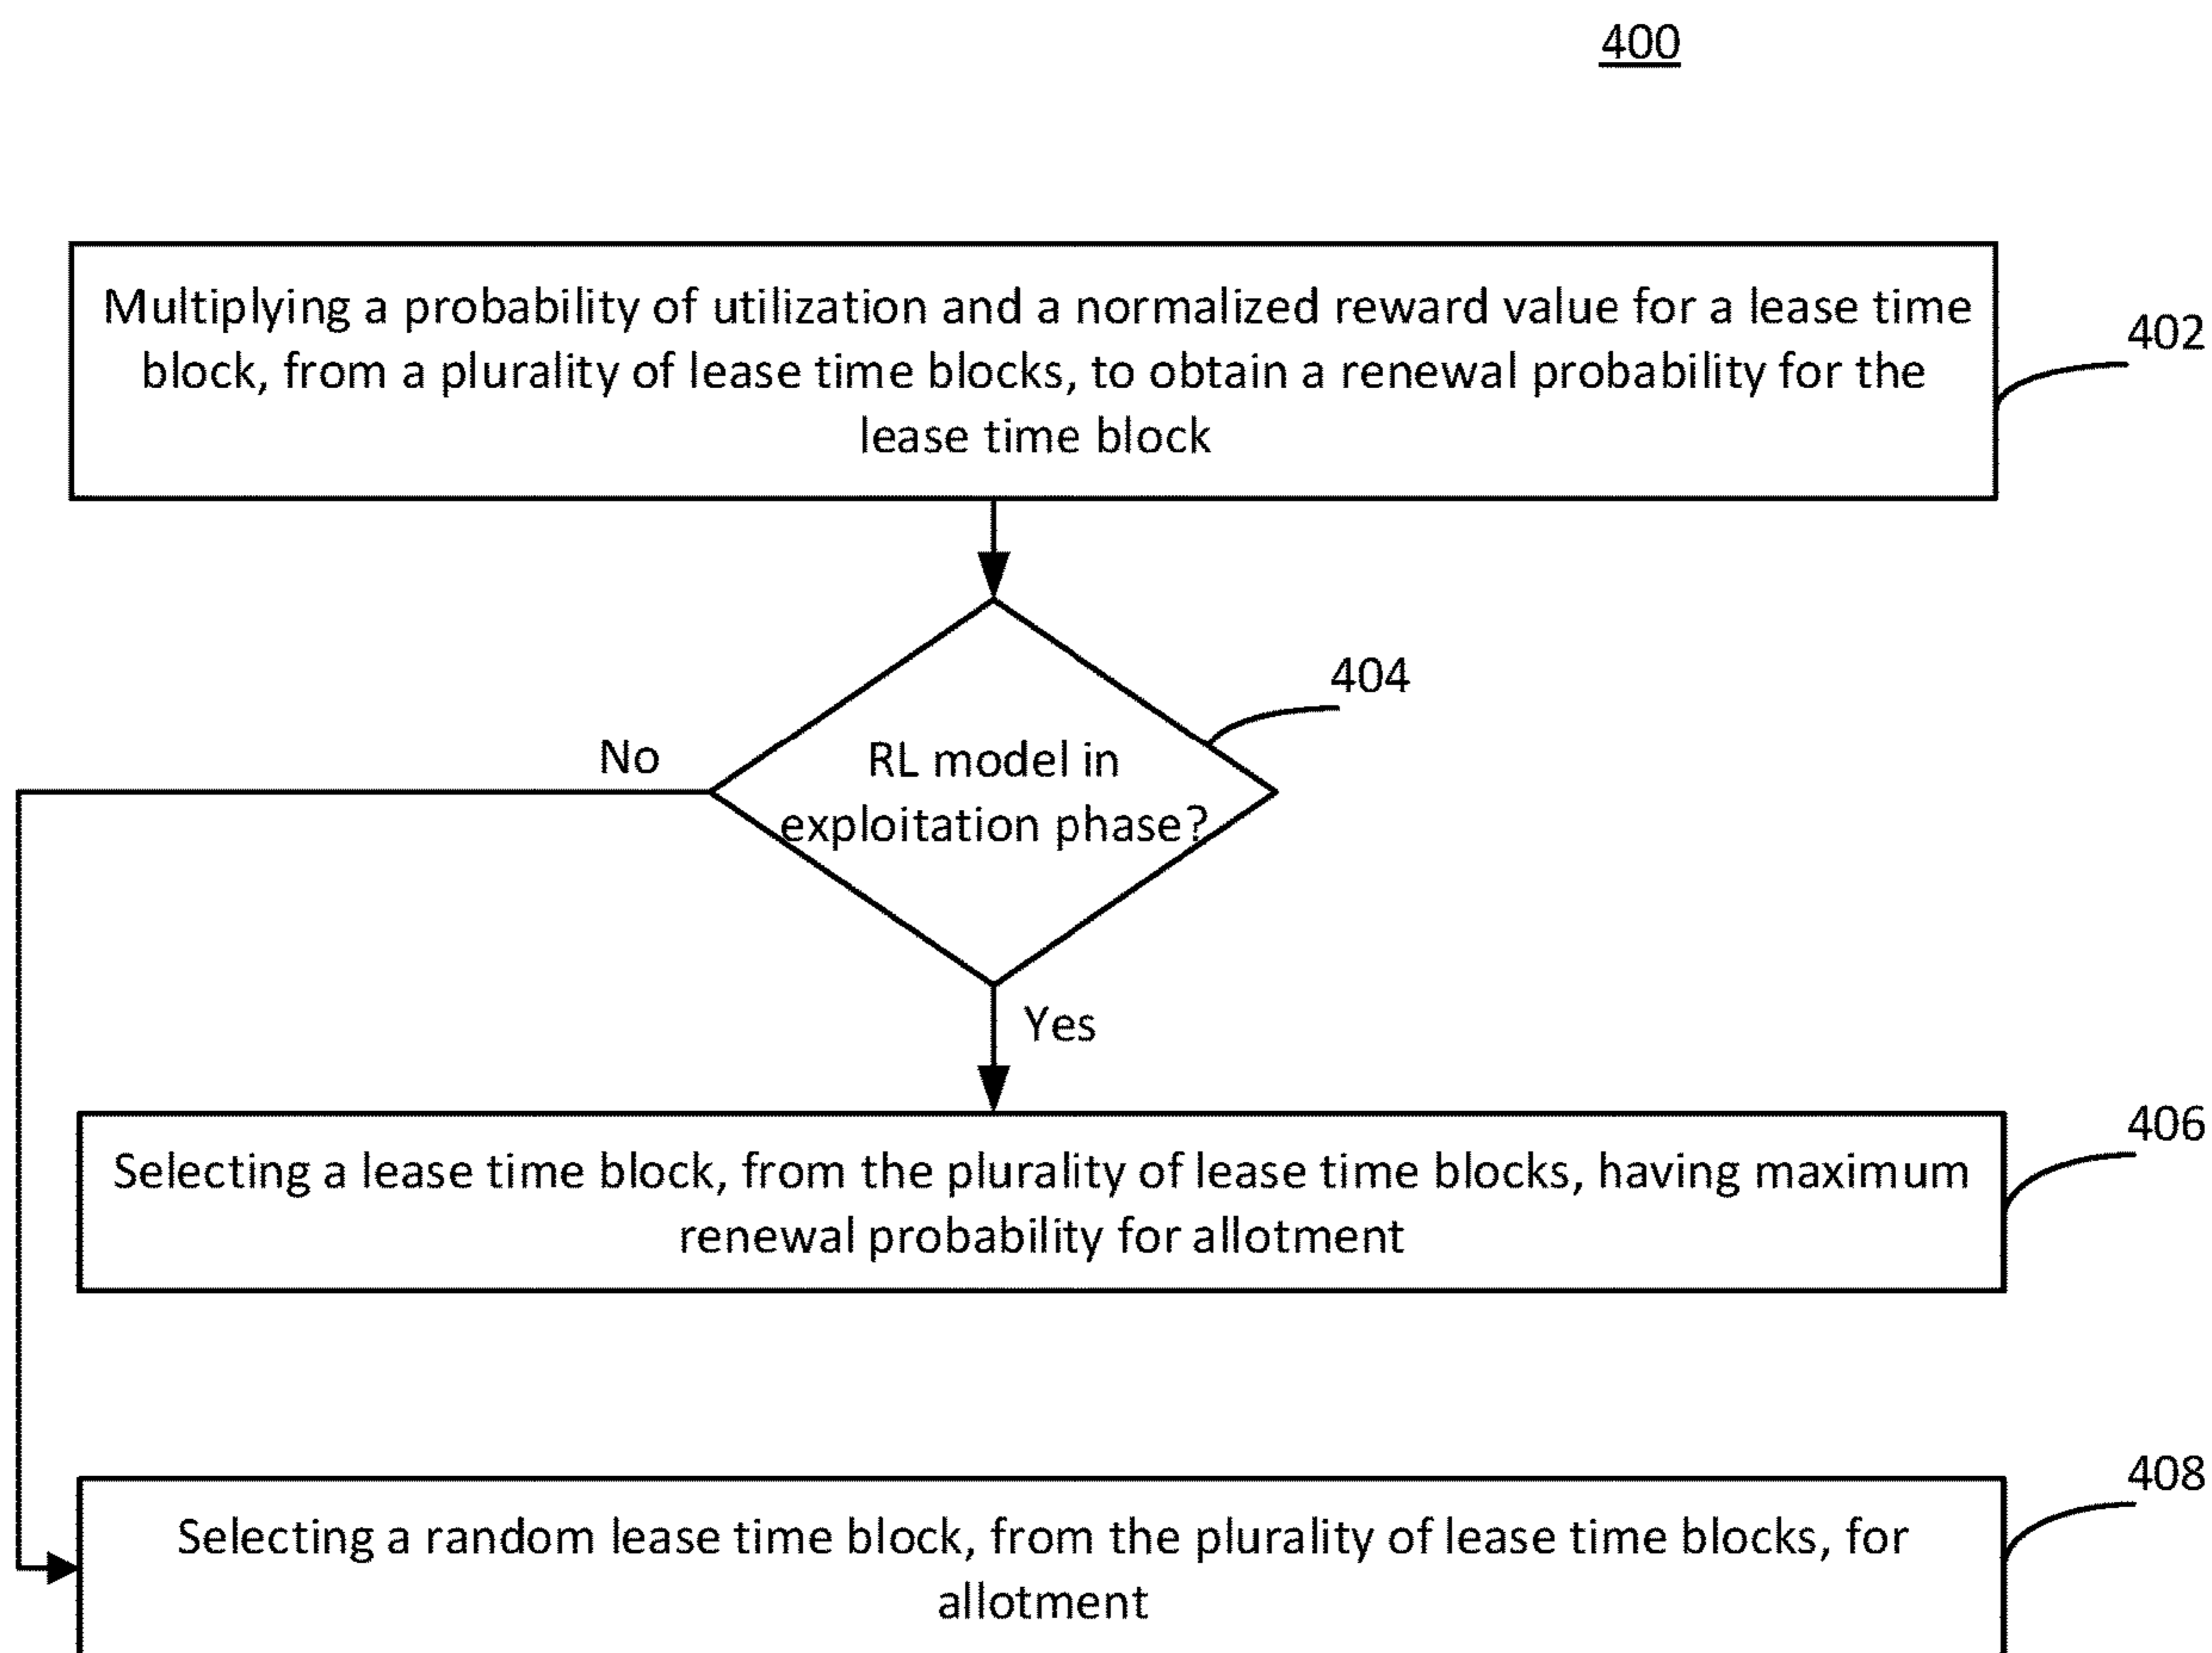 400
Multiplying a probability of utilization and a normalized reward value for a lease time
block, from a plurality of lease time blocks, to obtain a renewal probability for the
lease time block
402
404
No
RL model in
exploitation phase?
Yes
406
Selecting a lease time block, from the plurality of lease time blocks, having maximum
renewal probability for allotment
408
Selecting a random lease time block, from the plurality of lease time blocks, for
allotment